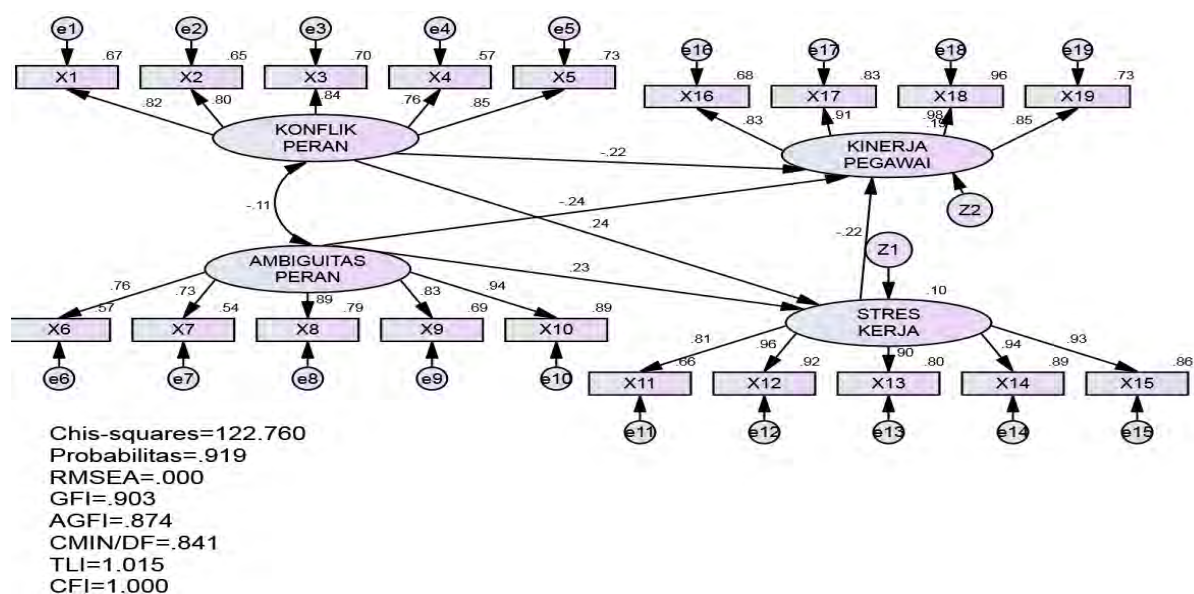 e1 e2 e3 e4 e5
.67 .65 .70 .57 .73
X1 X2 X3 X4 X5
.82 .80 .84 .76 .85
KONFLIK
PERAN
e16 e17 e18 e19
.68 .83 .96 .73
X16 X17 X18 X19
.83 .91 .98 .85
.19
KINERJA
PEGAWAI
Z2
-.22
-.11
-.24
.24
-.22
.23
Z1
AMBIGUITAS
PERAN
.76 .73 .89 .83 .94
.57 .54 .79 .69 .89
X6 X7 X8 X9 X10
e6 e7 e8 e9 e10
.10
STRES
KERJA
.81 .96 .90 .94 .93
.66 .92 .80 .89 .86
X11 X12 X13 X14 X15
e11 e12 e13 e14 e15
Chis-squares=122.760
Probabilitas=.919
RMSEA=.000
GFI=.903
AGFI=.874
CMIN/DF=.841
TLI=1.015
CFI=1.000